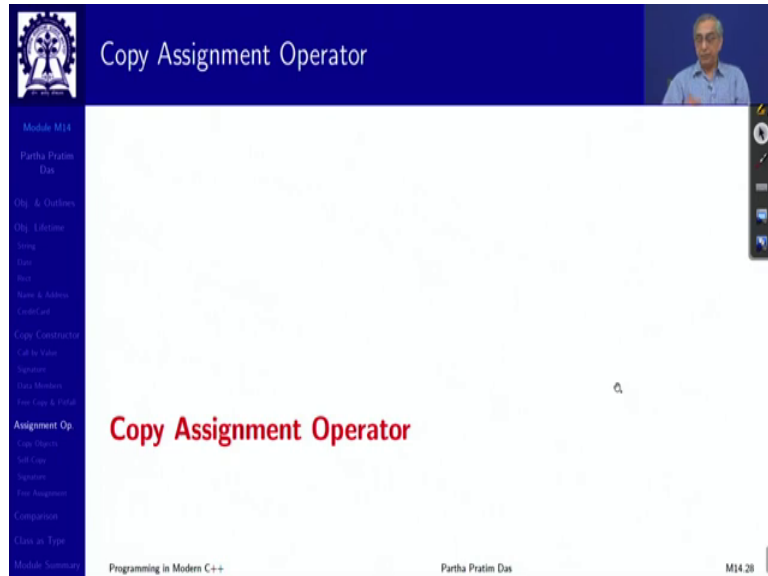 Copy Assignment Operator
Module M14
Partha Pratim
Das
Obj. & Outlines
Obj. Lifetime
String
Date
Rect
Name & Address
CreditCard
Copy Constructor
Call by Value
Signature
Data Members
Free Copy & Pitfall
Assignment Op.
Copy Objects
Self-Copy
Signature
Free Assignment
Comparison
Class as Type
Module Summary
Copy Assignment Operator
Programming in Modern C++
Partha Pratim Das
M14.28